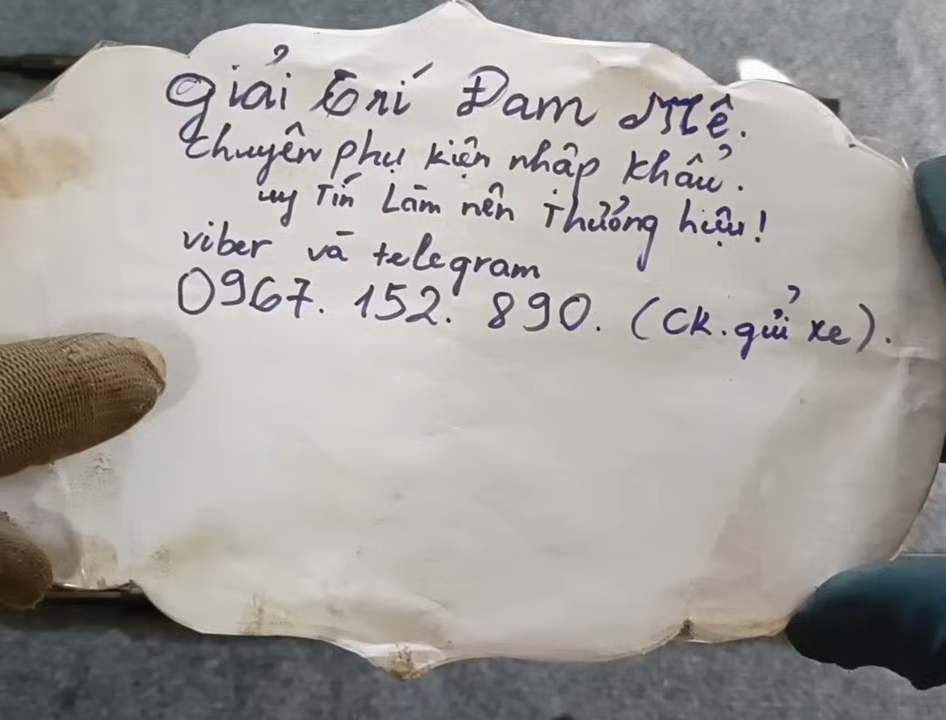 Giải trí Đam Mê.
chuyên phụ kiện nhập khẩu.
uy Tín Làm nên Thưởng hiệu!
viber và telegram
0967. 152. 890. (CK. gửi xe).